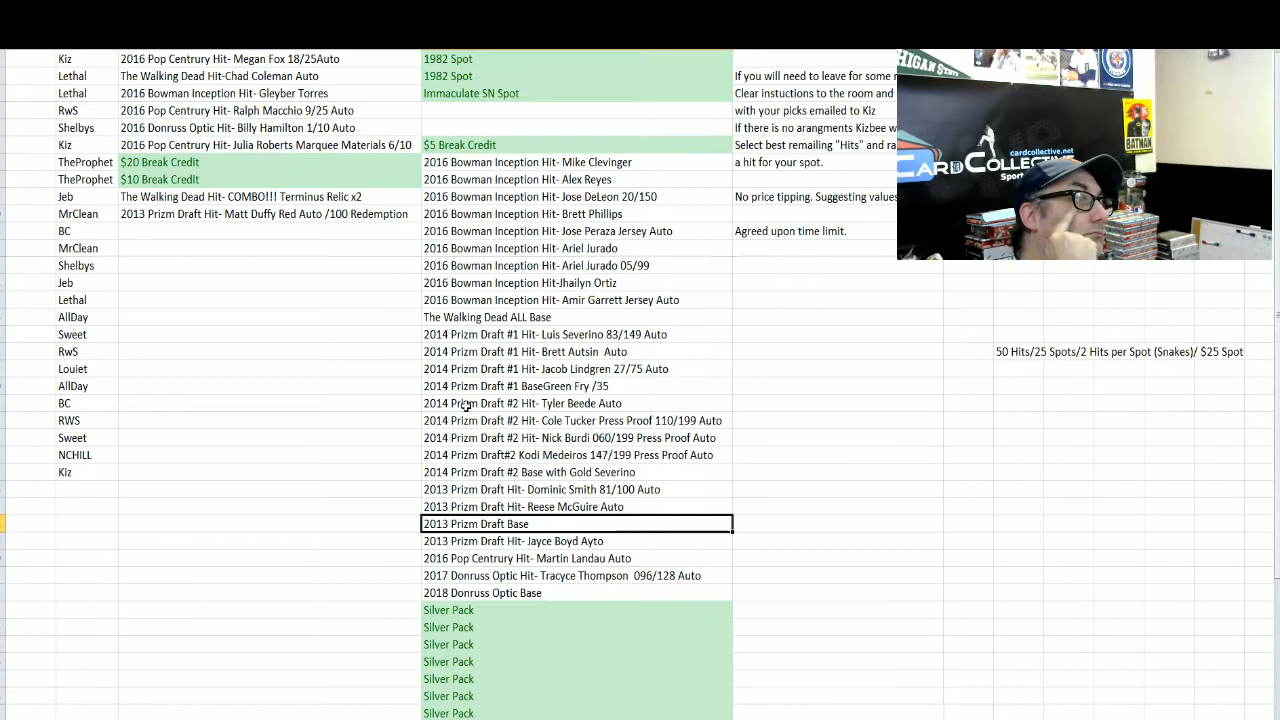 Kiz 2016 Pop Centrury Hit- Megan Fox 18/25Auto 1982 Spot
Lethal The Walking Dead Hit-Chad Coleman Auto 1982 Spot If you will need to leave for some
Lethal 2016 Bowman Inception Hit- Gleyber Torres Immaculate SN Spot Clear instuctions to the room and
RwS 2016 Pop Centrury Hit- Ralph Macchio 9/25 Auto with your picks emailed to Kiz
Shelbys 2016 Donruss Optic Hit- Billy Hamilton 1/10 Auto If there is no arangments Kizbee w
Kiz 2016 Pop Centrury Hit- Julia Roberts Marquee Materials 6/10 $5 Break Credit Select best remailing "Hits" and ra
TheProphet $20 Break Credit 2016 Bowman Inception Hit- Mike Clevinger a hit for your spot.
TheProphet $10 Break Credit 2016 Bowman Inception Hit- Alex Reyes
Jeb The Walking Dead Hit- COMBO!!! Terminus Relic x2 2016 Bowman Inception Hit- Jose DeLeon 20/150 No price tipping. Suggesting values
MrClean 2013 Prizm Draft Hit- Matt Duffy Red Auto /100 Redemption 2016 Bowman Inception Hit- Brett Phillips
BC 2016 Bowman Inception Hit- Jose Peraza Jersey Auto Agreed upon time limit.
MrClean 2016 Bowman Inception Hit- Ariel Jurado
Shelbys 2016 Bowman Inception Hit- Ariel Jurado 05/99
Jeb 2016 Bowman Inception Hit-Jhailyn Ortiz
Lethal 2016 Bowman Inception Hit- Amir Garrett Jersey Auto
AllDay The Walking Dead ALL Base
Sweet 2014 Prizm Draft #1 Hit- Luis Severino 83/149 Auto
RwS 2014 Prizm Draft #1 Hit- Brett Autsin Auto 50 Hits/25 Spots/2 Hits per Spot (Snakes)/ $25 Spot
Louiet 2014 Prizm Draft #1 Hit- Jacob Lindgren 27/75 Auto
AllDay 2014 Prizm Draft #1 BaseGreen Fry /35
BC 2014 Prizm Draft #2 Hit- Tyler Beede Auto
RWS 2014 Prizm Draft #2 Hit- Cole Tucker Press Proof 110/199 Auto
Sweet 2014 Prizm Draft #2 Hit- Nick Burdi 060/199 Press Proof Auto
NCHILL 2014 Prizm Draft#2 Kodi Medeiros 147/199 Press Proof Auto
Kiz 2014 Prizm Draft #2 Base with Gold Severino
2013 Prizm Draft Hit- Dominic Smith 81/100 Auto
2013 Prizm Draft Hit- Reese McGuire Auto
2013 Prizm Draft Base
2013 Prizm Draft Hit- Jayce Boyd Ayto
2016 Pop Centrury Hit- Martin Landau Auto
2017 Donruss Optic Hit- Tracyce Thompson 096/128 Auto
2018 Donruss Optic Base
Silver Pack
Silver Pack
Silver Pack
Silver Pack
Silver Pack
Silver Pack
Silver Pack
HIGAN STATE
BATMAN
cardcollective.net
CARDCOLLECTIVE
Sport